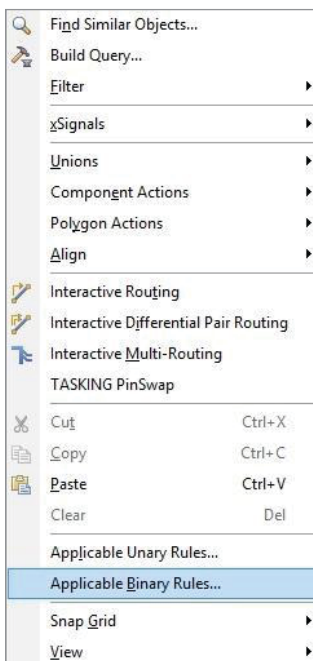 Find Similar Objects...
Build Query...
Filter
xSignals
Unions
Component Actions
Polygon Actions
Align
Interactive Routing
Interactive Differential Pair Routing
Interactive Multi-Routing
TASKING PinSwap
Cut Ctrl+X
Copy Ctrl+C
Paste Ctrl+V
Clear Del
Applicable Unary Rules...
Applicable Binary Rules...
Snap Grid
View